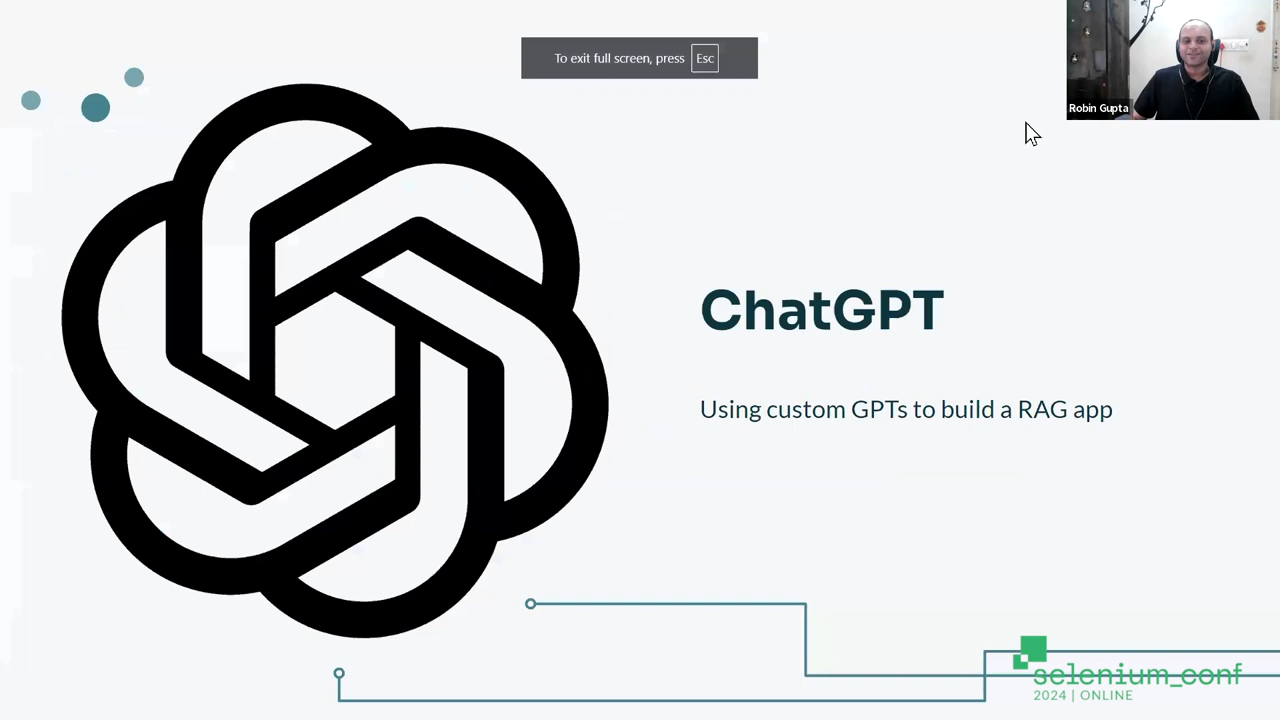 To exit full screen, press Esc
Robin Gupta
ChatGPT
Using custom GPTs to build a RAG app
selenium_conf
2024 | ONLINE